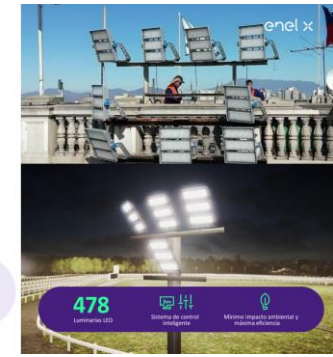 enel x
478
Luminarias LED
Sistema de control
inteligente
Mínimo impacto ambiental y
máxima eficiencia